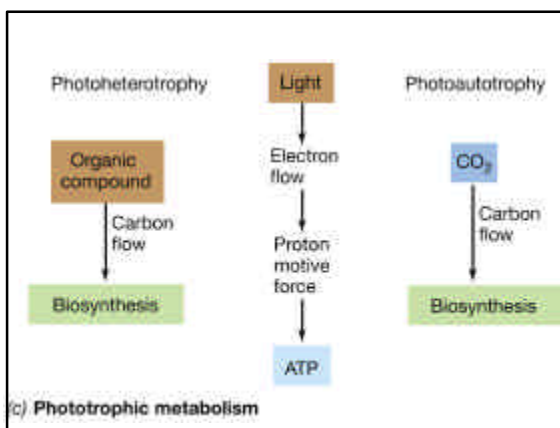 Photoheterotrophy
Light
Photoautotrophy
Organic
compound
Electron
flow
CO₂
Carbon
flow
Proton
motive
force
Carbon
flow
Biosynthesis
Biosynthesis
ATP
(c) Phototrophic metabolism